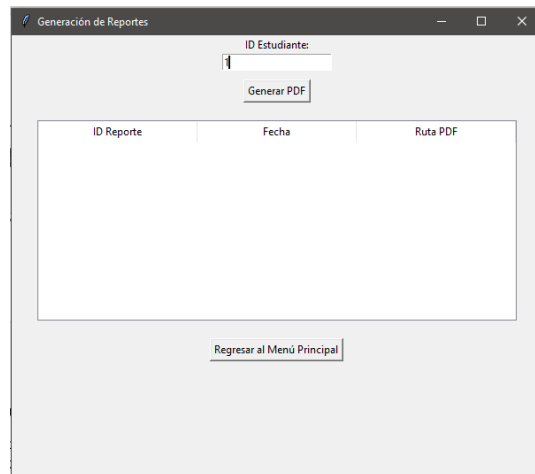 Generación de Reportes
ID Estudiante:
1
Generar PDF
ID Reporte Fecha Ruta PDF
Regresar al Menú Principal